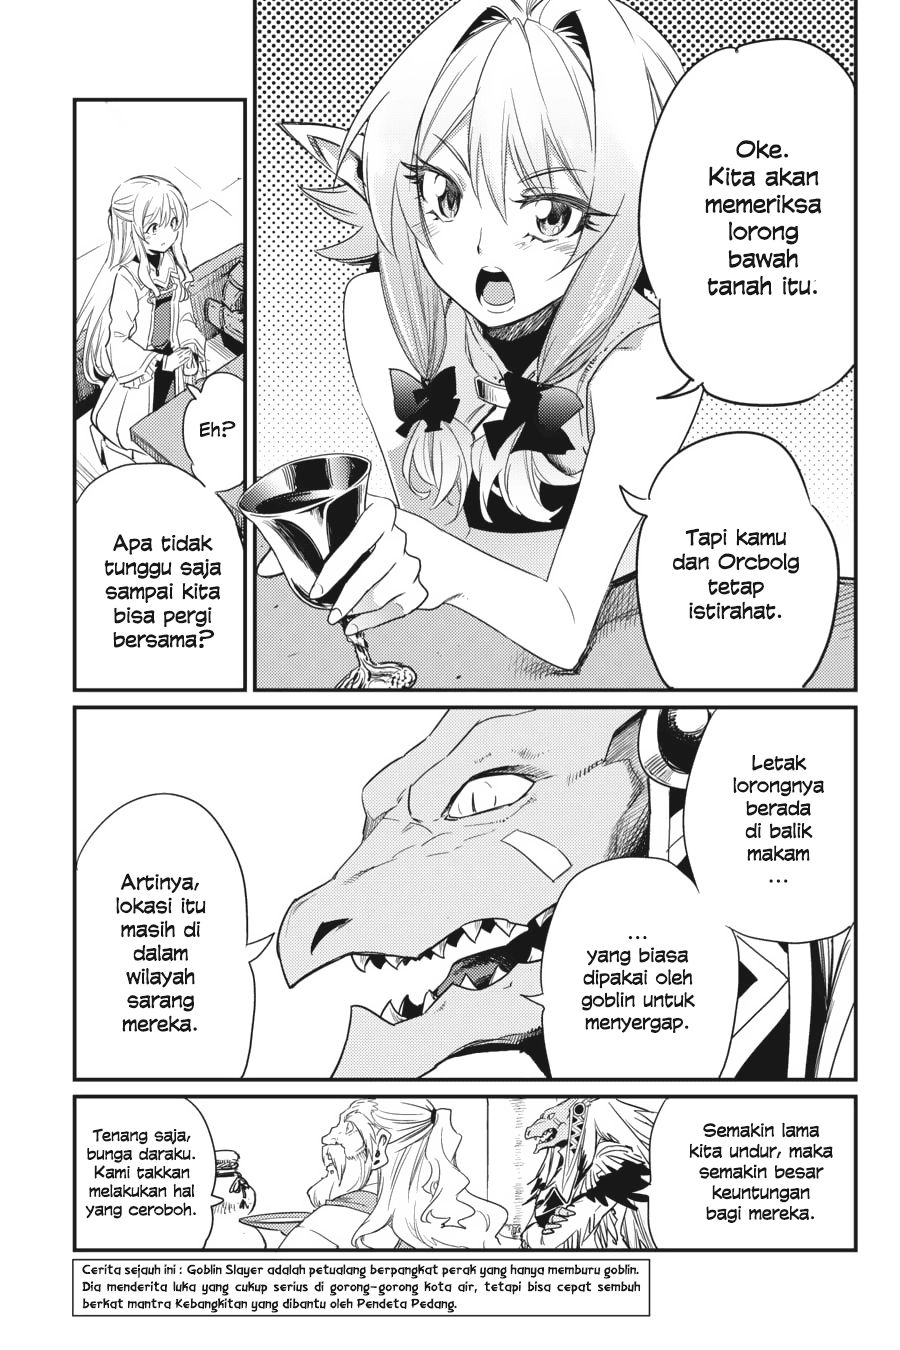 Oke.
Kita akan
memeriksa
lorong
bawah
tanah itu.
Tapi kamu
dan Orcbolg
tetap
istirahat.
Eh?
Apa tidak
tunggu saja
sampai kita
bisa pergi
bersama?
Letak
lorongnya
berada
di balik
makam
...
...
yang biasa
dipakai oleh
goblin untuk
menyergap.
Artinya,
lokasi itu
masih di
dalam
wilayah
sarang
mereka.
Semakin lama
kita undur, maka
semakin besar
keuntungan
bagi mereka.
Tenang saja,
bunga daraku.
Kami takkan
melakukan hal
yang ceroboh.
Cerita sejauh ini : Goblin Slayer adalah petualang berpangkat perak yang hanya memburu goblin.
Dia menderita luka yang cukup serius di gorong-gorong kota air, tetapi bisa cepat sembuh
berkat mantra Kebangkitan yang dibantu oleh Pendeta Pedang.